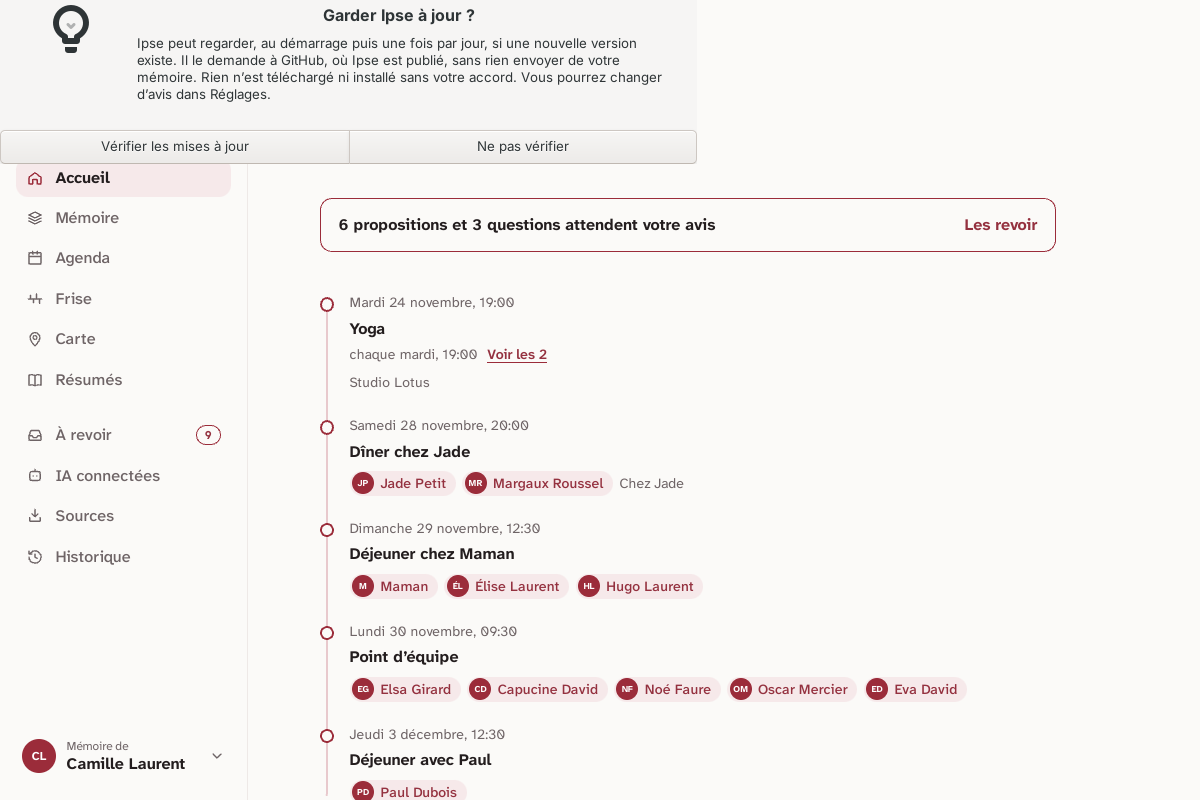 Garder Ipse à jour ?
Ipse peut regarder, au démarrage puis une fois par jour, si une nouvelle version
existe. Il le demande à GitHub, où Ipse est publié, sans rien envoyer de votre
mémoire. Rien n’est téléchargé ni installé sans votre accord. Vous pourrez changer
d’avis dans Réglages.
Vérifier les mises à jour
Ne pas vérifier
Accueil
Mémoire
Agenda
Frise
Carte
Résumés
À revoir 9
IA connectées
Sources
Historique
CL
Mémoire de
Camille Laurent
6 propositions et 3 questions attendent votre avis
Les revoir
Mardi 24 novembre, 19:00
Yoga
chaque mardi, 19:00 Voir les 2
Studio Lotus
Samedi 28 novembre, 20:00
Dîner chez Jade
JP Jade Petit MR Margaux Roussel Chez Jade
Dimanche 29 novembre, 12:30
Déjeuner chez Maman
M Maman ÉL Élise Laurent HL Hugo Laurent
Lundi 30 novembre, 09:30
Point d’équipe
EG Elsa Girard CD Capucine David NF Noé Faure OM Oscar Mercier ED Eva David
Jeudi 3 décembre, 12:30
Déjeuner avec Paul
PD Paul Dubois